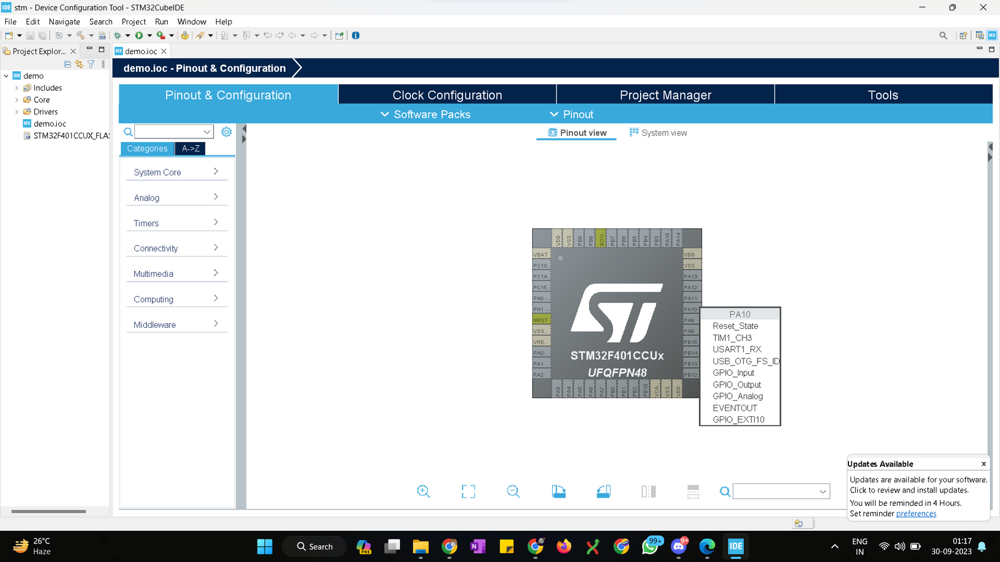 stm - Device Configuration Tool - STM32CubeIDE
File Edit Navigate Search Project Run Window Help
Project Explor...
demo.ioc
demo
Includes
Core
Drivers
demo.ioc
STM32F401CCUX_FLAS
demo.ioc - Pinout & Configuration
Pinout & Configuration
Clock Configuration
Project Manager
Tools
Software Packs
Pinout
Pinout view
System view
Categories
A->Z
System Core
Analog
Timers
Connectivity
Multimedia
Computing
Middleware
VDD
VSS
PB9
PB8
BOO..
PB7
PB6
PB5
PB4
PB3
PA15
PA14
VBAT
PC13..
PC14..
PC15..
PH0 -..
PH1 -..
NRST
VSS..
VRE..
PA0-..
PA1
PA2
VDD
VSS
PA13
PA12
PA11
PA10
PA9
PA8
PB15
PB14
PB13
PB12
PA3
PA4
PA5
PA6
PA7
PB0
PB1
PB2
PB10
VCA..
VSS
VDD
ST
STM32F401CCUx
UFQFPN48
PA10
Reset_State
TIM1_CH3
USART1_RX
USB_OTG_FS_ID
GPIO_Input
GPIO_Output
GPIO_Analog
EVENTOUT
GPIO_EXTI10
Updates Available
Updates are available for your software.
Click to review and install updates.
You will be reminded in 4 Hours.
Set reminder preferences
26°C
Haze
Search
PRE
99+
9+
IDE
ENG
IN
01:17
30-09-2023